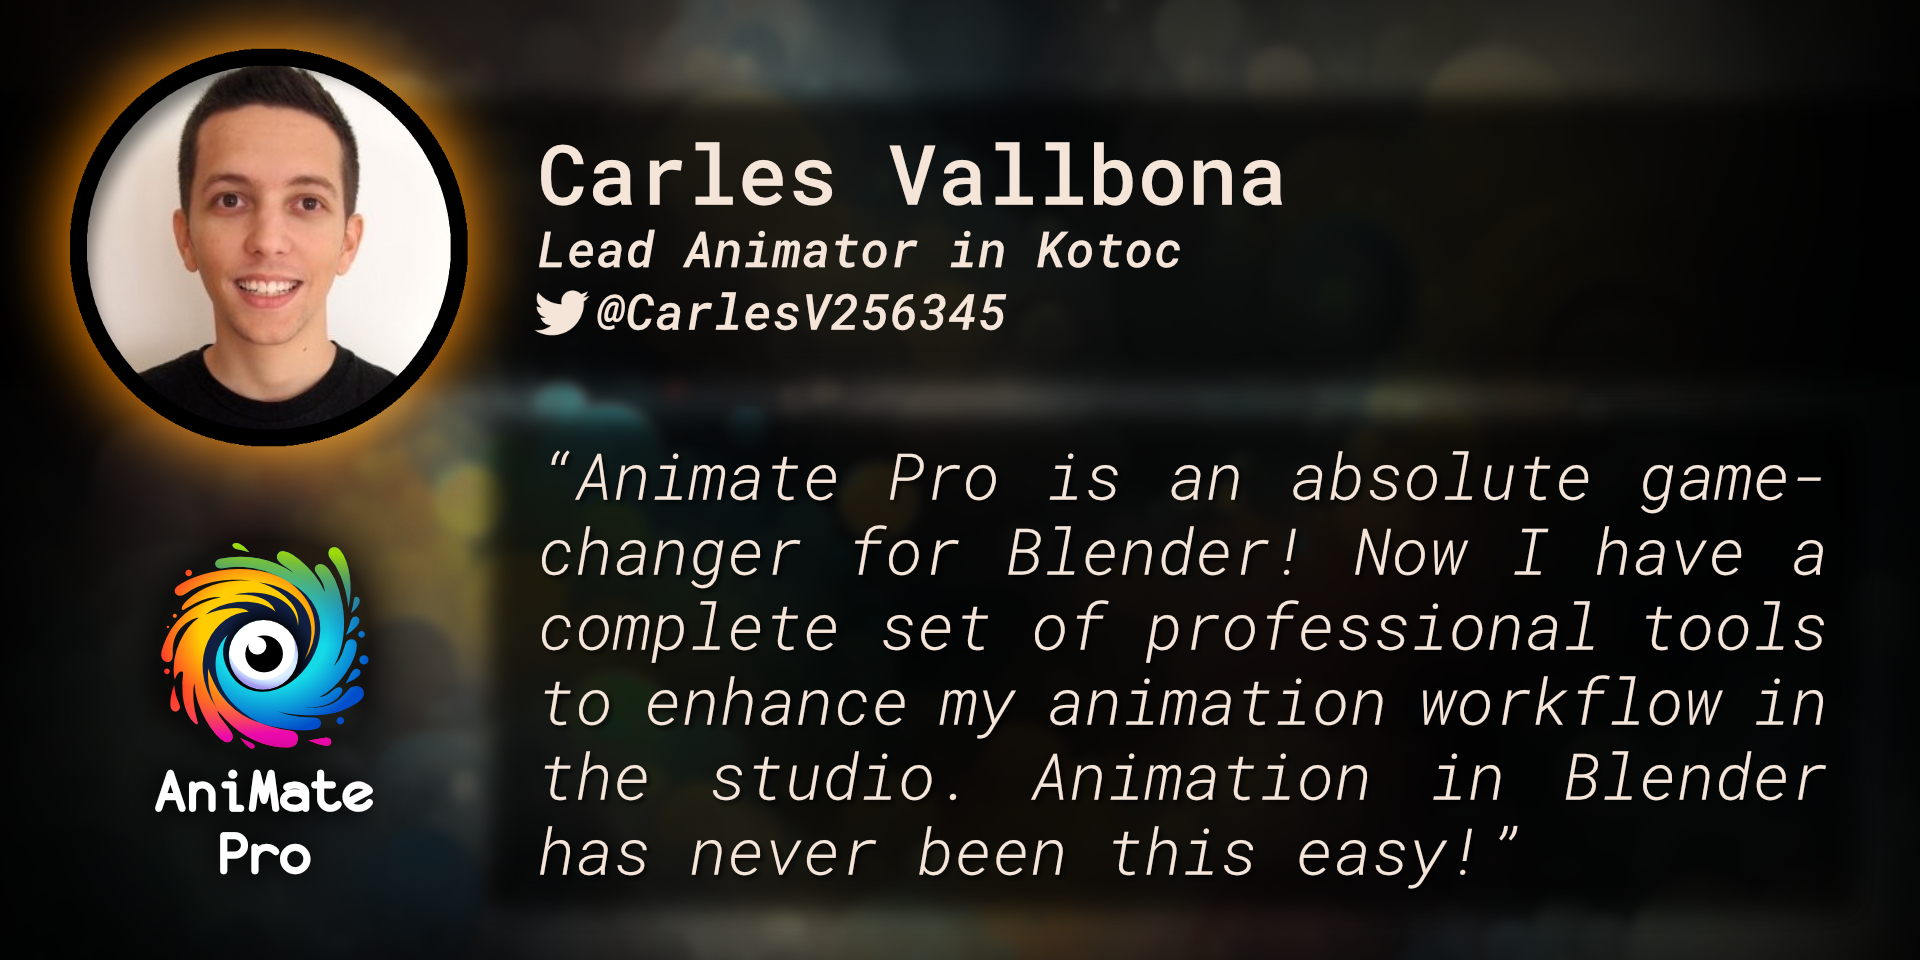 Carles Vallbona
Lead Animator in Kotoc
@CarlesV256345
“Animate Pro is an absolute game-
changer for Blender! Now I have a
complete set of professional tools
to enhance my animation workflow in
the studio. Animation in Blender
has never been this easy!”
AniMate
Pro